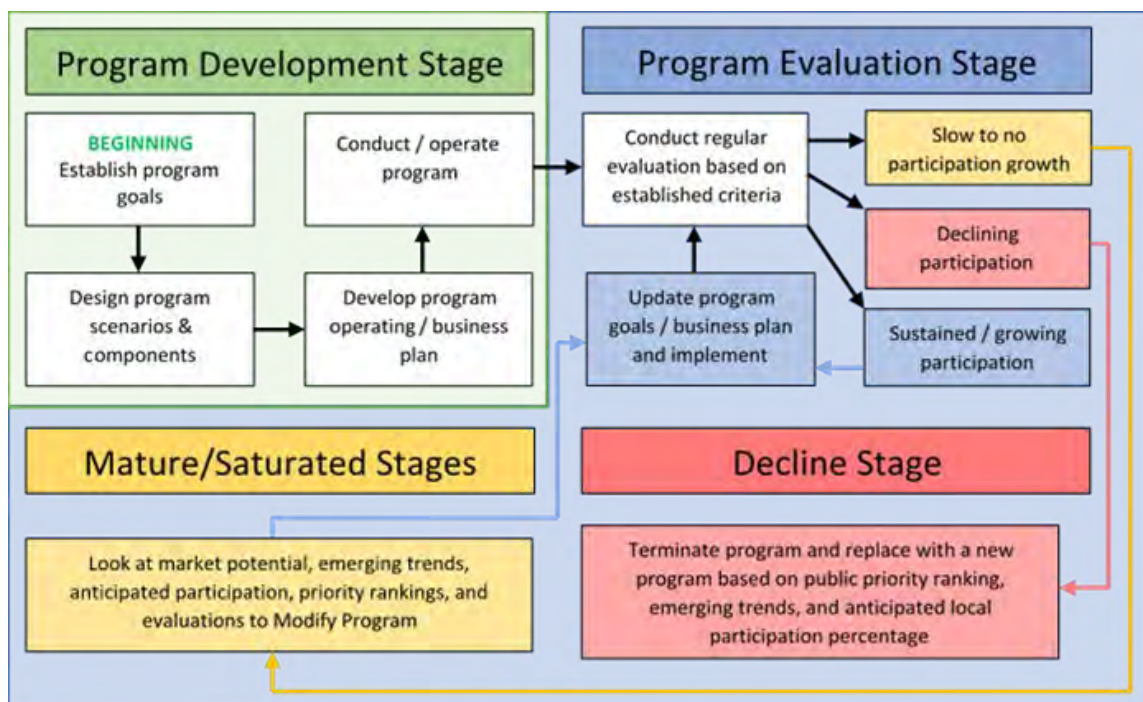 Program Development Stage
BEGINNING
Establish program
goals
Conduct / operate
program
Design program
scenarios &
components
Develop program
operating / business
plan
Program Evaluation Stage
Conduct regular
evaluation based on
established criteria
Slow to no
participation growth
Declining
participation
Update program
goals / business plan
and implement
Sustained / growing
participation
Mature/Saturated Stages
Look at market potential, emerging trends,
anticipated participation, priority rankings, and
evaluations to Modify Program
Decline Stage
Terminate program and replace with a new
program based on public priority ranking,
emerging trends, and anticipated local
participation percentage